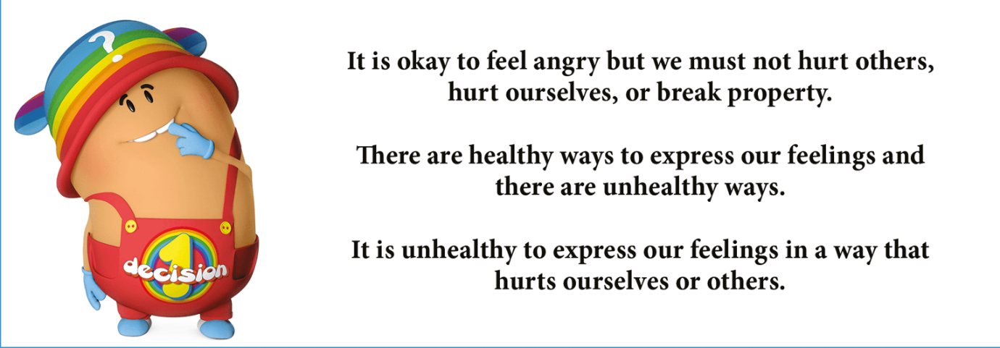 ?
It is okay to feel angry but we must not hurt others,
hurt ourselves, or break property.
There are healthy ways to express our feelings and
there are unhealthy ways.
It is unhealthy to express our feelings in a way that
hurts ourselves or others.
1
decision